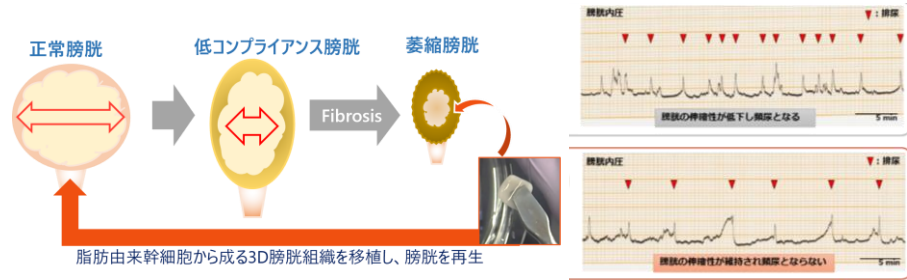 正常膀胱
低コンプライアンス膀胱
萎縮膀胱
Fibrosis
脂肪由来幹細胞から成る3D膀胱組織を移植し、膀胱を再生
膀胱内圧
▼:排尿
膀胱の伸縮性が低下し頻尿となる
5 min
膀胱内圧
▼:排尿
膀胱の伸縮性が維持され頻尿とならない
5 min